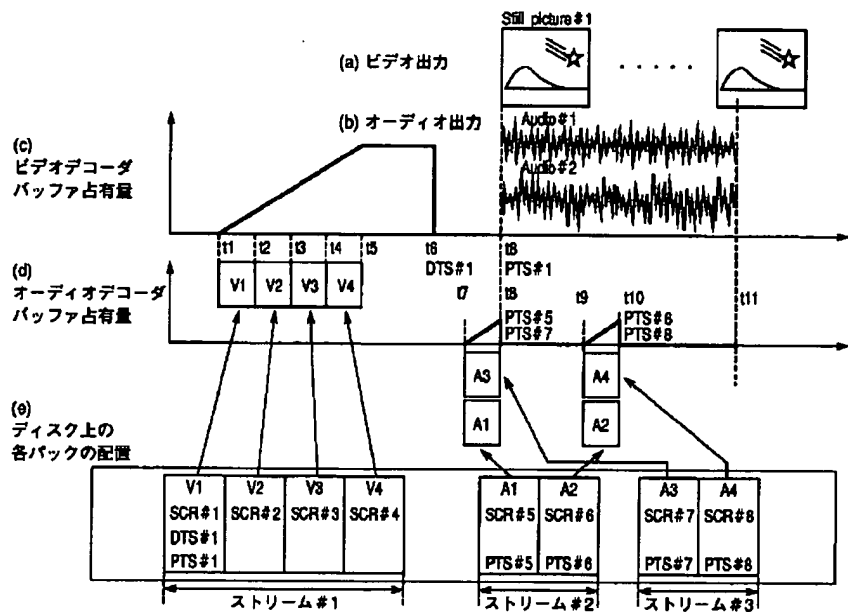 Still picture#1
(a) ビデオ出力
(b) オーディオ出力
Audio#1
Audio#2
(c)
ビデオデコーダ
バッファ占有量
t1 t2 t3 t4 t5 t6 t8
DTS#1 PTS#1
V1 V2 V3 V4
(d)
オーディオデコーダ
バッファ占有量
t7 t8 t9 t10 t11
PTS#5 PTS#6
PTS#7 PTS#8
A3 A4
A1 A2
(e)
ディスク上の
各パックの配置
V1 V2 V3 V4 A1 A2 A3 A4
SCR#1 SCR#2 SCR#3 SCR#4 SCR#5 SCR#6 SCR#7 SCR#8
DTS#1
PTS#1 PTS#5 PTS#6 PTS#7 PTS#8
ストリーム#1 ストリーム#2 ストリーム#3